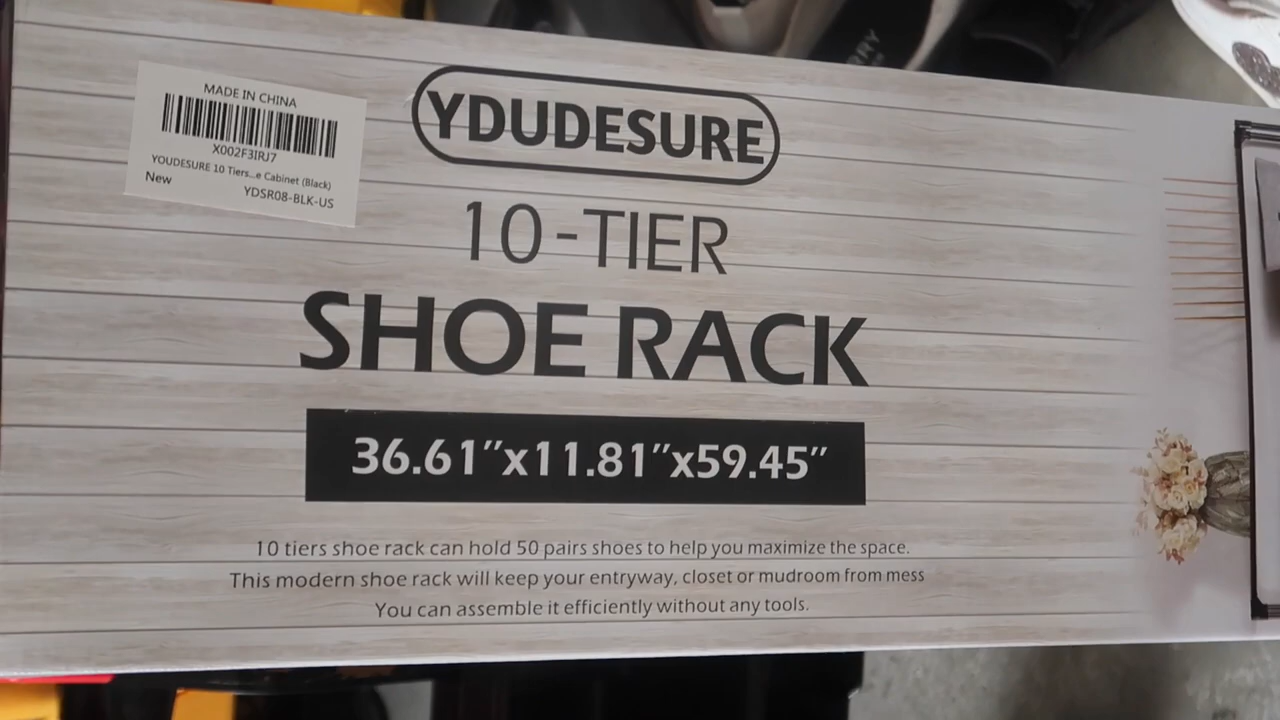 MADE IN CHINA
X002F3IRJ7
YOUDESURE 10 Tiers...e Cabinet (Black)
New
YDSR08-BLK-US
YDUDESURE
10-TIER
SHOE RACK
36.61”x11.81”x59.45”
10 tiers shoe rack can hold 50 pairs shoes to help you maximize the space.
This modern shoe rack will keep your entryway, closet or mudroom from mess
You can assemble it efficiently without any tools.